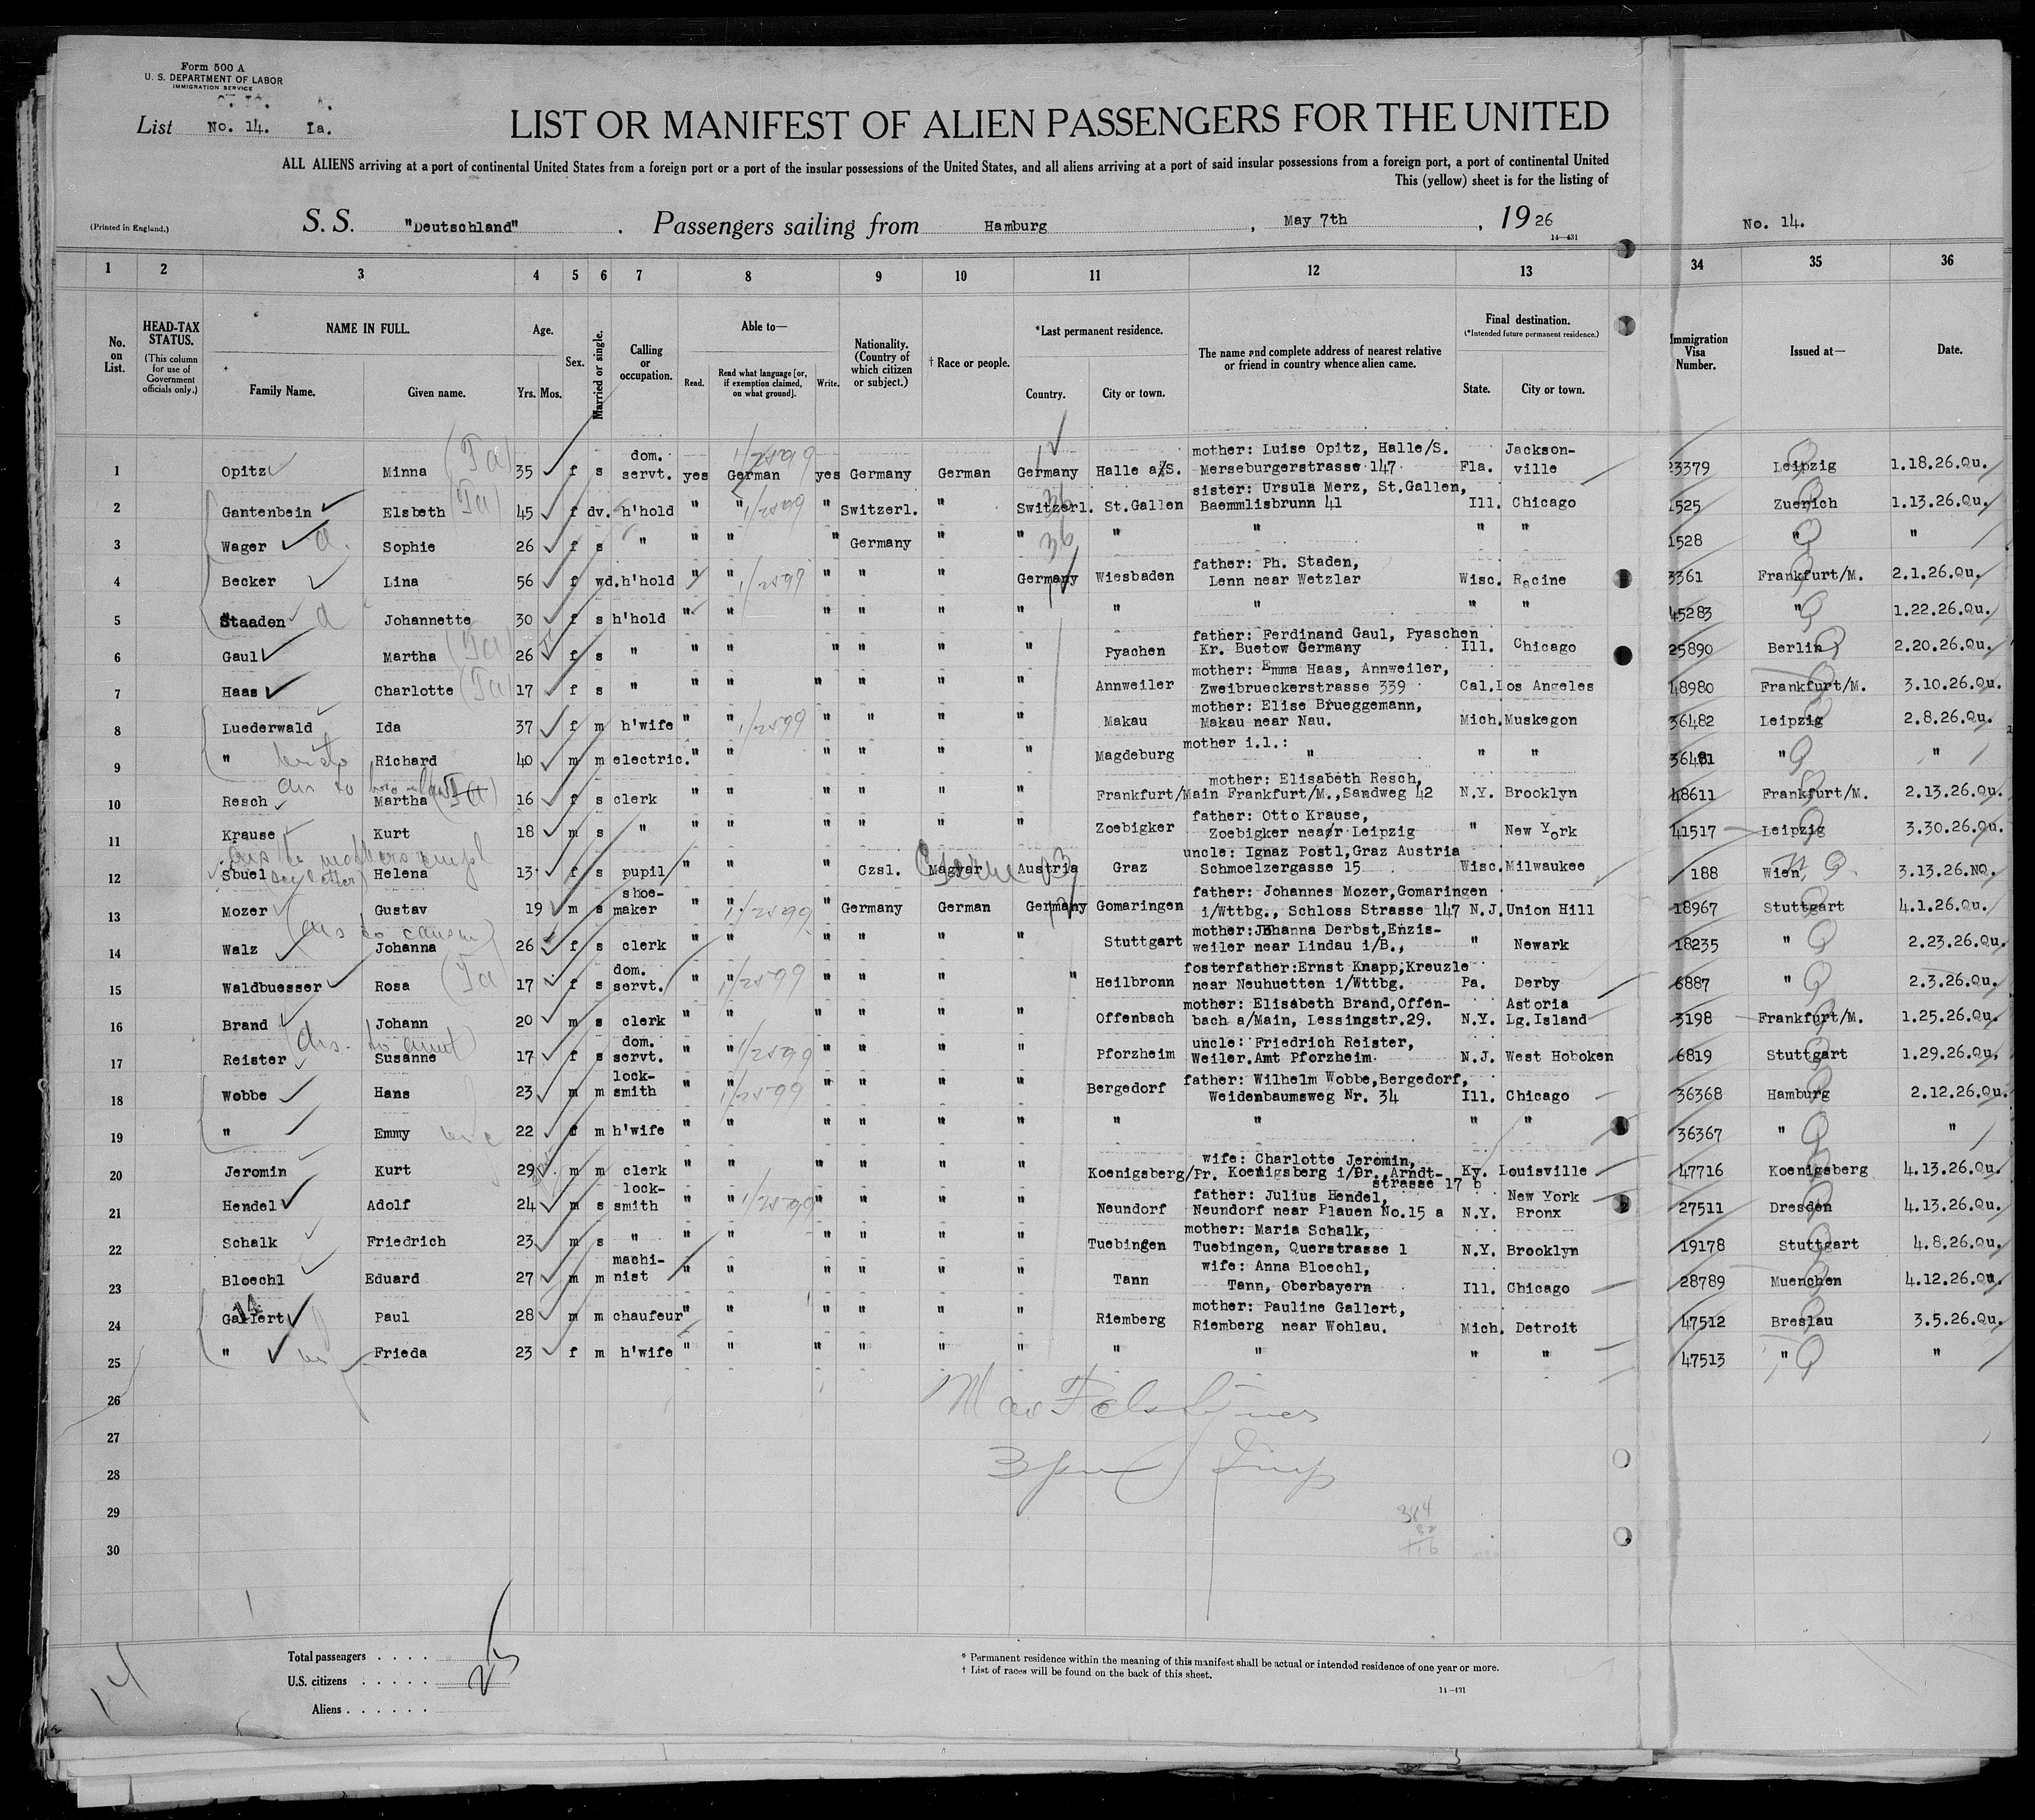 Form 500 A
U. S. DEPARTMENT OF LABOR
IMMIGRATION SERVICE
List No. 14. Ia.
LIST OR MANIFEST OF ALIEN PASSENGERS FOR THE UNITED
ALL ALIENS arriving at a port of continental United States from a foreign port or a port of the insular possessions of the United States, and all aliens arriving at a port of said insular possessions from a foreign port, a port of continental United
This (yellow) sheet is for the listing of
(Printed in England.) S. S. "Deutschland" . Passengers sailing from Hamburg , May 7th , 19 26 No. 14.
14—431
1 2 3 4 5 6 7 8 9 10 11 12 13 34 35 36
No. on List. HEAD-TAX STATUS. (This column for use of Government officials only.) NAME IN FULL. Family Name. Given name. Age. Yrs. Mos. Sex. Married or single. Calling or occupation. Able to— Read. Read what language [or, if exemption claimed, on what ground]. Write. Nationality. (Country of which citizen or subject.) † Race or people. *Last permanent residence. Country. City or town. The name and complete address of nearest relative or friend in country whence alien came. Final destination. (*Intended future permanent residence.) State. City or town. Immigration Visa Number. Issued at— Date.
1 Opitz Minna 35 f s dom. servt. yes German yes Germany German Germany Halle a/S. mother: Luise Opitz, Halle/S. Merseburgerstrasse 147 Fla. Jackson-ville 23379 Leipzig 1.18.26.Qu.
2 Gantenbein Elsbeth 45 f dv. h'hold " " " Switzerl. " Switzerl. St.Gallen sister: Ursula Merz, St.Gallen, Baemmlisbrunn 41 Ill. Chicago 1525 Zuerich 1.13.26.Qu.
3 Wager Sophie 26 f s " " " " Germany " " " " " " 1528 " "
4 Becker Lina 56 f wd. h'hold " " " " " Germany Wiesbaden father: Ph. Staden, Lenn near Wetzlar Wisc. Racine 3361 Frankfurt/M. 2.1.26.Qu.
5 Staaden Johannette 30 f s h'hold " " " " " " " " " " 45283 " 1.22.26.Qu.
6 Gaul Martha 26 f s " " " " " " " Pyachen father: Ferdinand Gaul, Pyaschen Kr. Buetow Germany Ill. Chicago 25890 Berlin 2.20.26.Qu.
7 Haas Charlotte 17 f s " " " " " " " Annweiler mother: Emma Haas, Annweiler, Zweibrueckerstrasse 339 Cal. Los Angeles 48980 Frankfurt/M. 3.10.26.Qu.
8 Luederwald Ida 37 f m h'wife " " " " " " Makau mother: Elise Brueggemann, Makau near Nau. Mich. Muskegon 36482 Leipzig 2.8.26.Qu.
9 " Richard 40 m m electric. " " " " " " Magdeburg mother i.l.: " " " 36481 " "
10 Resch Martha 16 f s clerk " " " " " " Frankfurt/Main mother: Elisabeth Resch, Frankfurt/M., Sandweg 42 N.Y. Brooklyn 48611 Frankfurt/M. 2.13.26.Qu.
11 Krause Kurt 18 m s " " " " " " " Zoebigker father: Otto Krause, Zoebigker near Leipzig " New York 41517 Leipzig 3.30.26.Qu.
12 Sbuel Helena 13 f s pupil " " " Czsl. Magyar Austria Graz uncle: Ignaz Postl, Graz Austria Schmoelzergasse 15 Wisc. Milwaukee 188 Wien 3.13.26.NQ.
13 Mozer Gustav 19 m s shoe-maker " " " Germany German Germany Gomaringen father: Johannes Mozer, Gomaringen i/Wttbg., Schloss Strasse 147 N.J. Union Hill 18967 Stuttgart 4.1.26.Qu.
14 Walz Johanna 26 f s clerk " " " " " " Stuttgart mother: Johanna Derbst, Enzis-weiler near Lindau i/B., " Newark 18235 " 2.23.26.Qu.
15 Waldbuesser Rosa 17 f s dom. servt. " " " " " " Heilbronn fosterfather: Ernst Knapp, Kreuzle near Neuhuetten i/Wttbg. Pa. Derby 6887 " 2.3.26.Qu.
16 Brand Johann 20 m s clerk " " " " " " Offenbach mother: Elisabeth Brand, Offen-bach a/Main, Lessingstr.29. N.Y. Astoria Lg.Island 3198 Frankfurt/M. 1.25.26.Qu.
17 Reister Susanne 17 f s dom. servt. " " " " " " Pforzheim uncle: Friedrich Reister, Weiler.Amt Pforzheim N.J. West Hoboken 6819 Stuttgart 1.29.26.Qu.
18 Wobbe Hans 23 m m lock-smith " " " " " " Bergedorf father: Wilhelm Wobbe, Bergedorf, Weidenbaumsweg Nr. 34 Ill. Chicago 36368 Hamburg 2.12.26.Qu.
19 " Emmy 22 f m h'wife " " " " " " " " " " 36367 " "
20 Jeromin Kurt 29 m m clerk " " " " " " Koenigsberg/Pr. wife: Charlotte Jeromin, Koenigsberg i/Pr., Arndt-strasse 17 b Ky. Louisville 47716 Koenigsberg 4.13.26.Qu.
21 Hendel Adolf 24 m s lock-smith " " " " " " Neundorf father: Julius Hendel, Neundorf near Plauen No.15 a N.Y. New York Bronx 27511 Dresden 4.13.26.Qu.
22 Schalk Friedrich 23 m s " " " " " " " Tuebingen mother: Maria Schalk, Tuebingen, Querstrasse 1 N.Y. Brooklyn 19178 Stuttgart 4.8.26.Qu.
23 Bloechl Eduard 27 m m machi-nist " " " " " " Tann wife: Anna Bloechl, Tann, Oberbayern Ill. Chicago 28789 Muenchen 4.12.26.Qu.
24 Gallert Paul 28 m m chaufeur " " " " " " Riemberg mother: Pauline Gallert, Riemberg near Wohlau. Mich. Detroit 47512 Breslau 3.5.26.Qu.
25 " Frieda 23 f m h'wife " " " " " " " " " " 47513 " "
26
27
28
29
30
Total passengers . . . . 25
U.S. citizens . . . . .
Aliens . . . . . .
* Permanent residence within the meaning of this manifest shall be actual or intended residence of one year or more.
† List of races will be found on the back of this sheet.
14—431
14